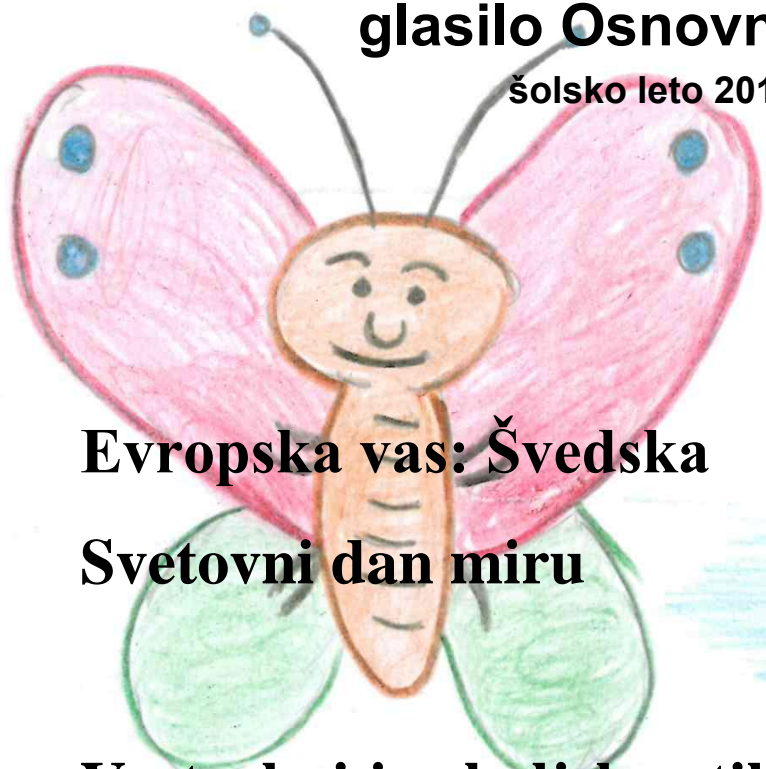 glasilo Osnovn
šolsko leto 201
Evropska vas: Švedska
Svetovni dan miru